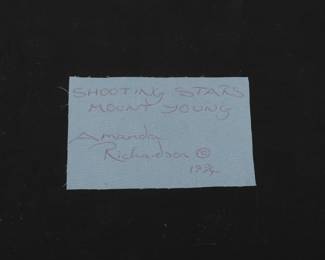 SHOOTING STARS
MOUNT YOUNG
Amanda
Richardson ©